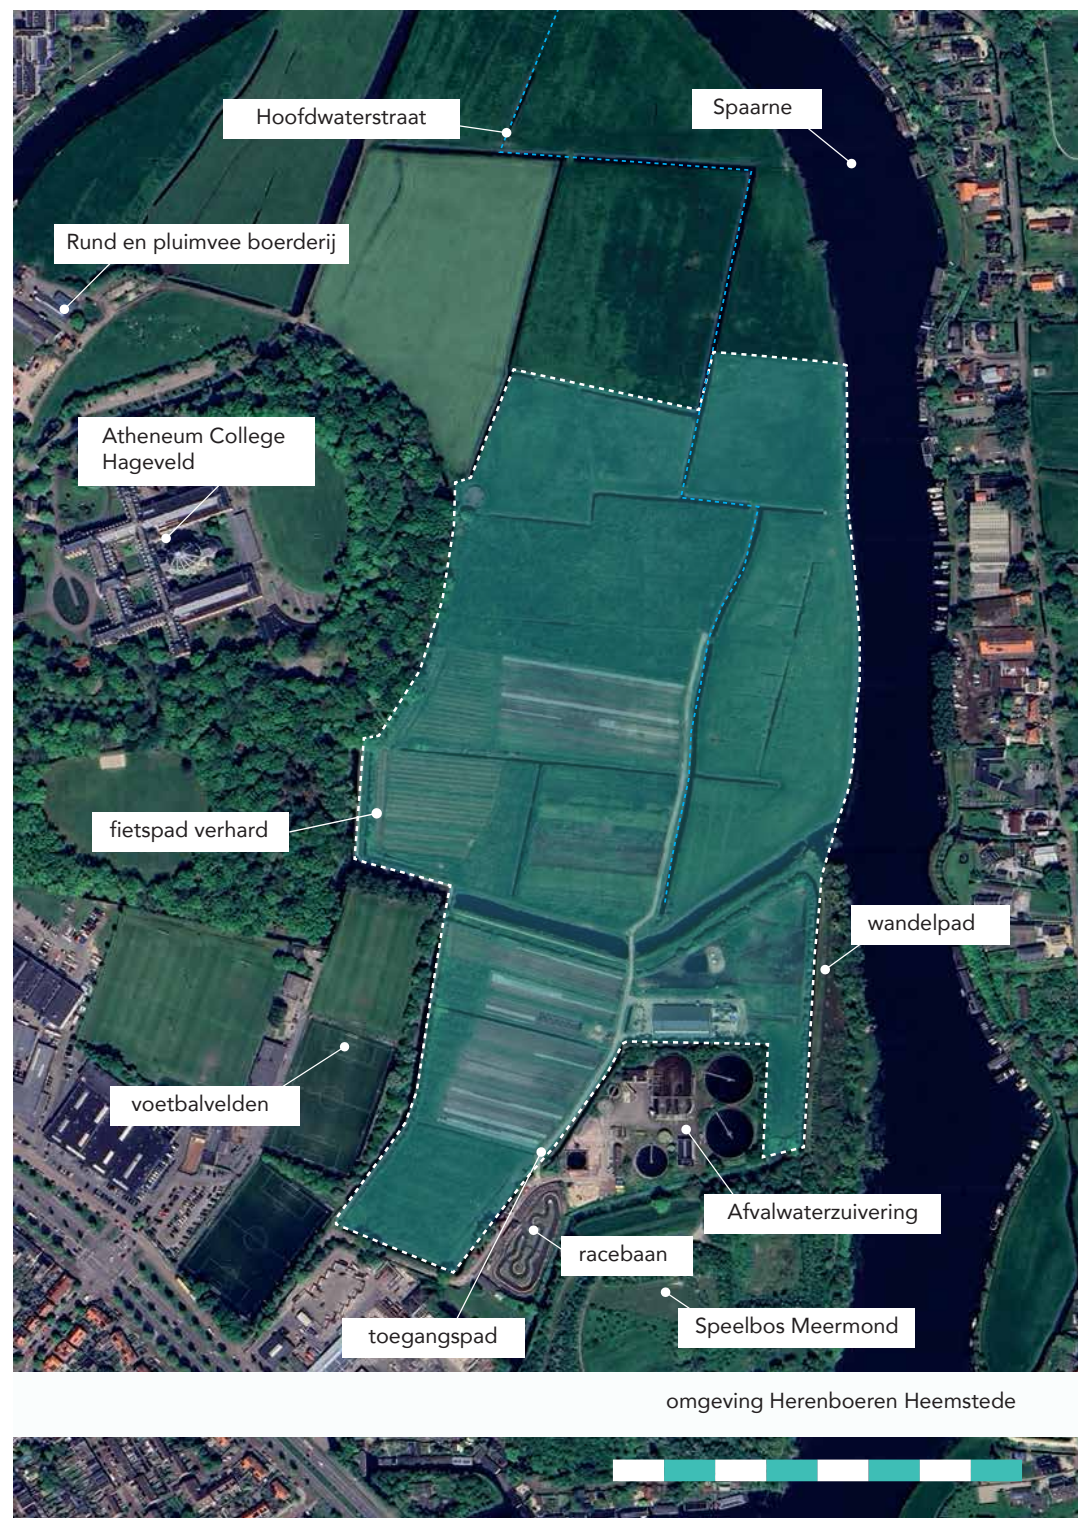 Hoofdwaterstraat
Spaarne
Rund en pluimvee boerderij
Atheneum College
Hageveld
fietspad verhard
wandelpad
voetbalvelden
Afvalwaterzuivering
racebaan
toegangspad
Speelbos Meermond
omgeving Herenboeren Heemstede